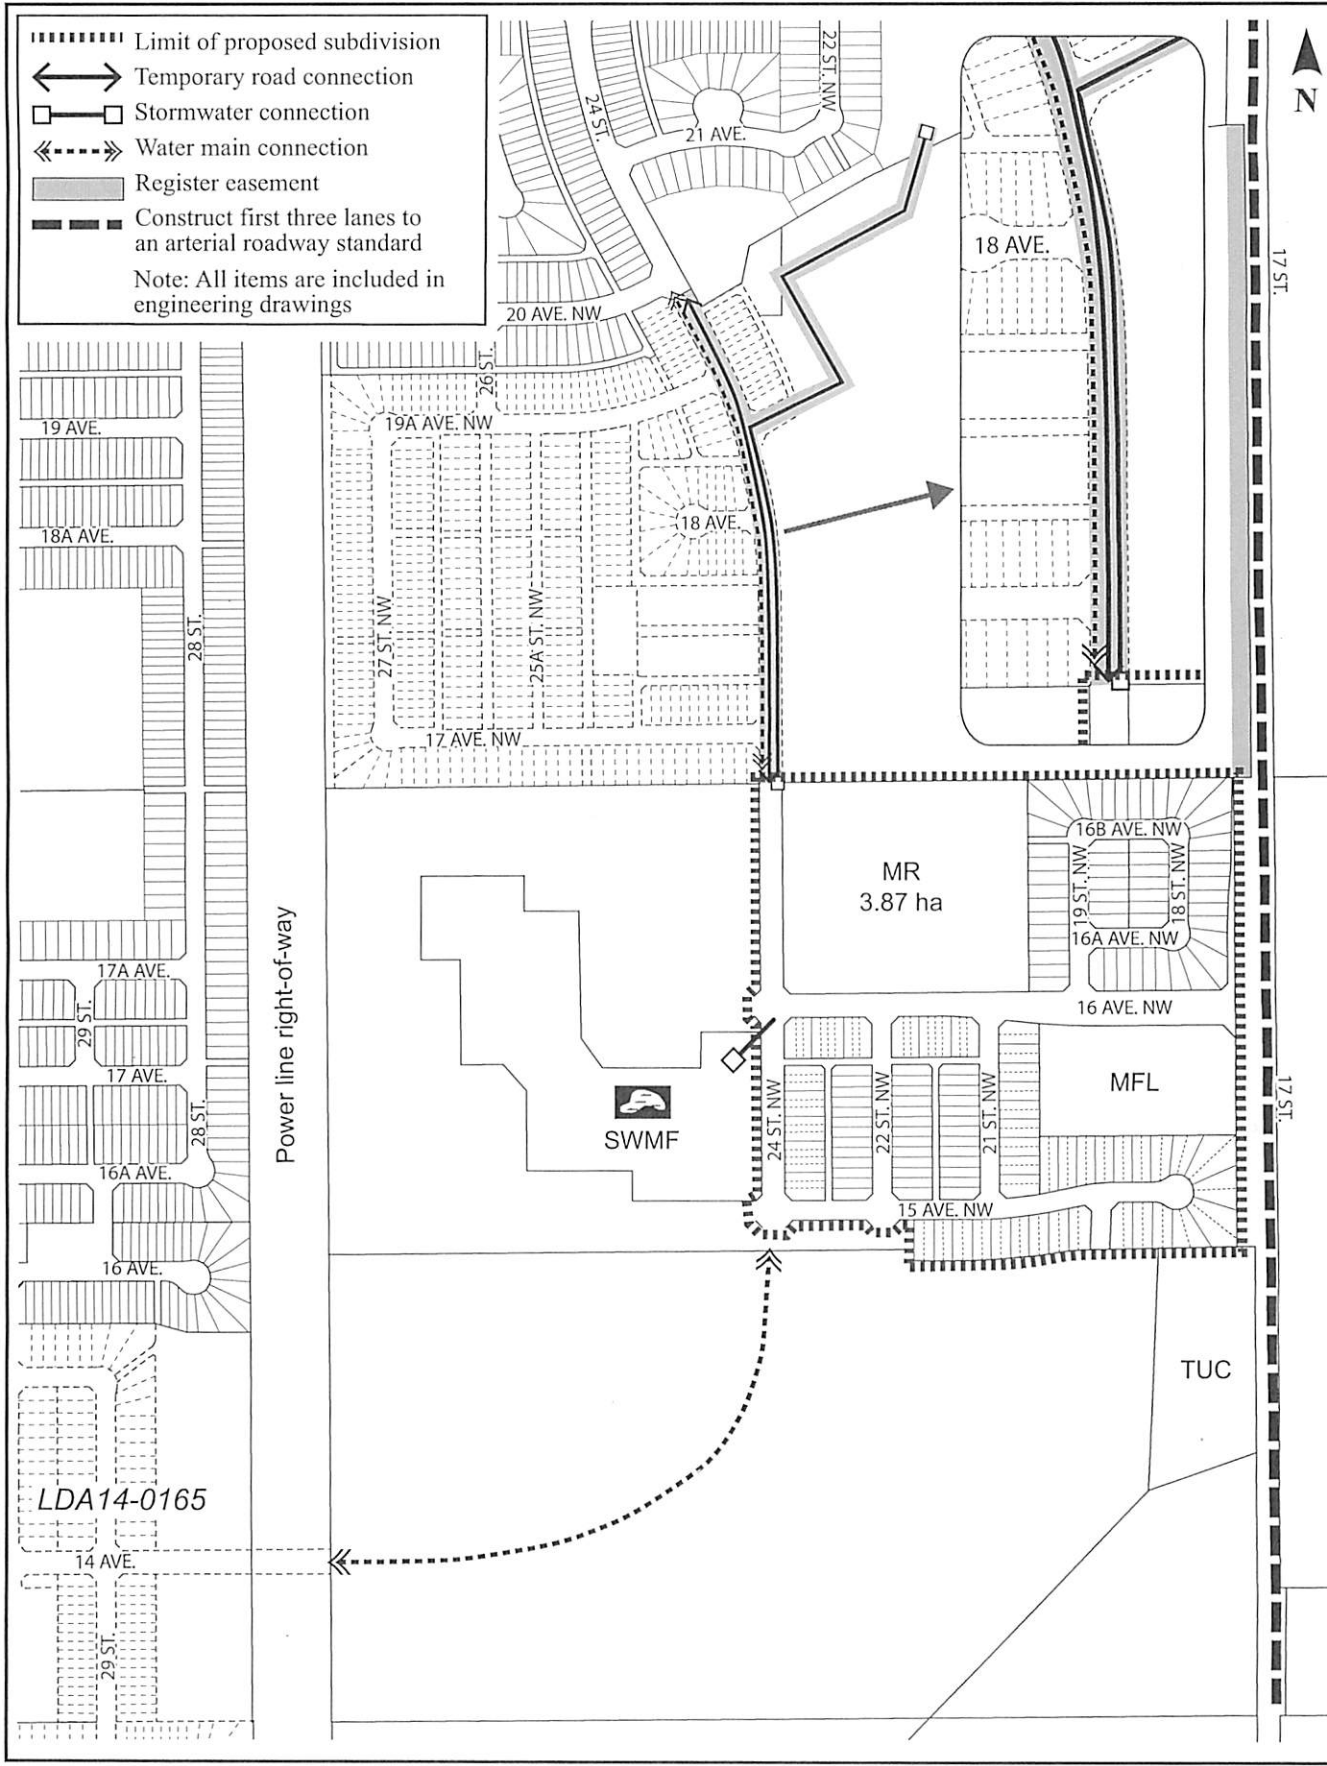 Limit of proposed subdivision
Temporary road connection
Stormwater connection
Water main connection
Register easement
Construct first three lanes to
an arterial roadway standard
Note: All items are included in
engineering drawings
N
22 ST. NW
24 ST.
21 AVE.
18 AVE.
17 ST.
20 AVE. NW
26 ST.
19A AVE. NW
19 AVE.
18 AVE.
18A AVE.
28 ST.
27 ST. NW
25A ST. NW
17 AVE. NW
MR
3.87 ha
16B AVE. NW
19 ST. NW
18 ST. NW
16A AVE. NW
16 AVE. NW
Power line right-of-way
17A AVE.
29 ST.
17 AVE.
28 ST.
16A AVE.
16 AVE.
SWMF
24 ST. NW
22 ST. NW
21 ST. NW
MFL
17 ST.
15 AVE. NW
TUC
LDA14-0165
14 AVE.
29 ST.